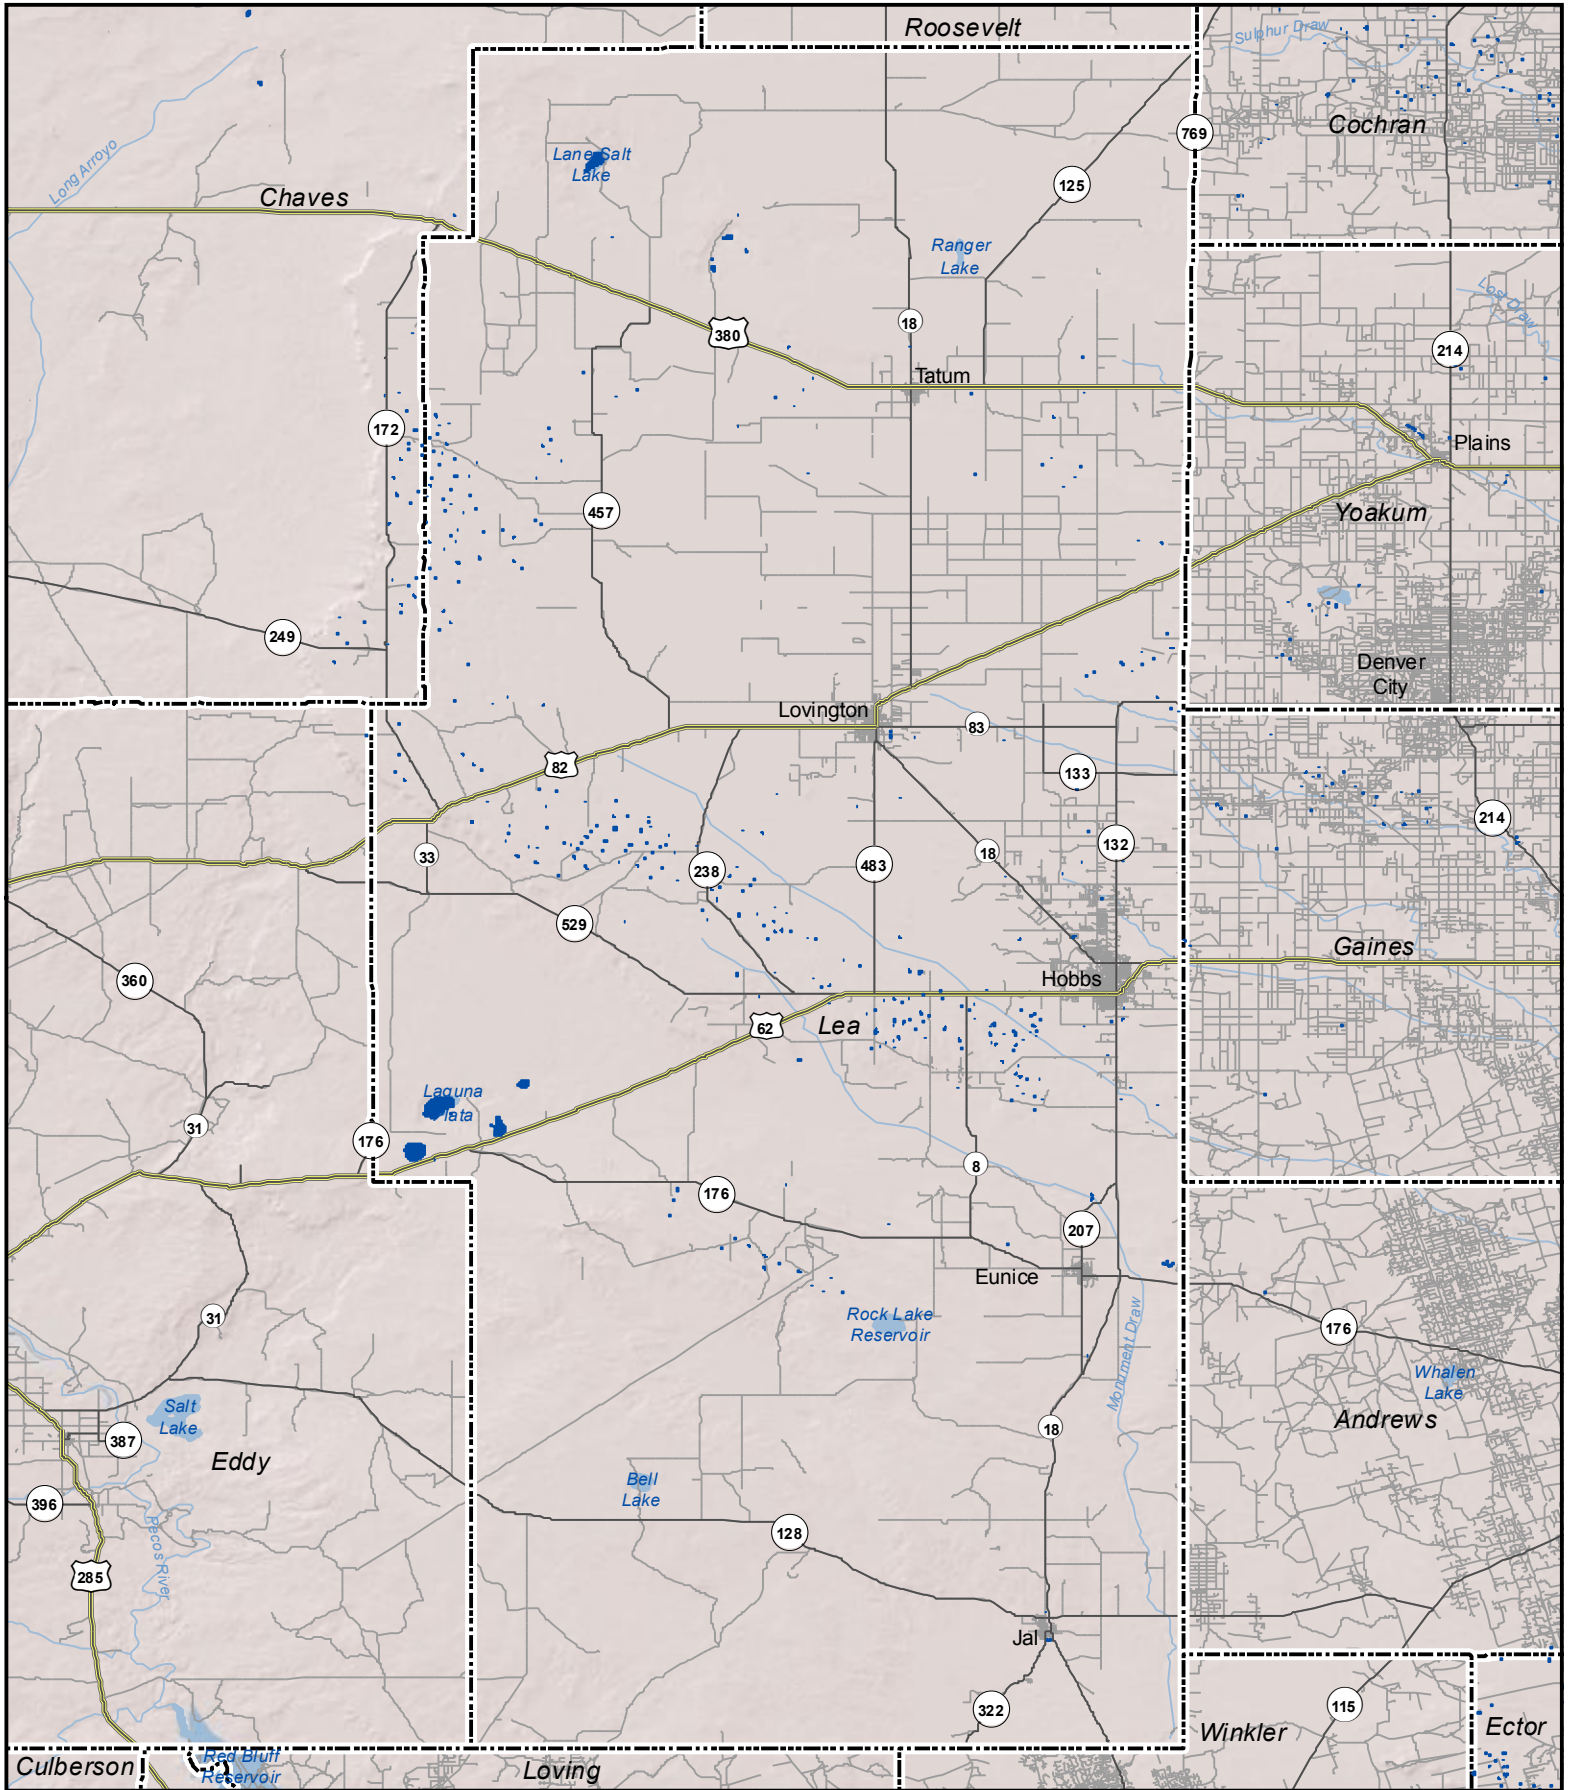 Roosevelt
Sulphur Draw
Cochran
769
Long Arroyo
Lane Salt
Lake
125
Chaves
Ranger
Lake
Lost Draw
18
380
214
Tatum
172
Plains
457
Yoakum
249
Denver
City
Lovington
83
82
133
214
132
33
18
483
238
529
Gaines
360
Hobbs
62
Lea
Laguna
31
176
8
176
207
Eunice
31
Rock Lake
Reservoir
176
Monument Draw
Whalen
Lake
Salt
Lake
Andrews
387
18
Eddy
Bell
Lake
396
128
Pecos River
285
Jal
322
115
Winkler
Ector
Culberson
Red Bluff
Reservoir
Loving